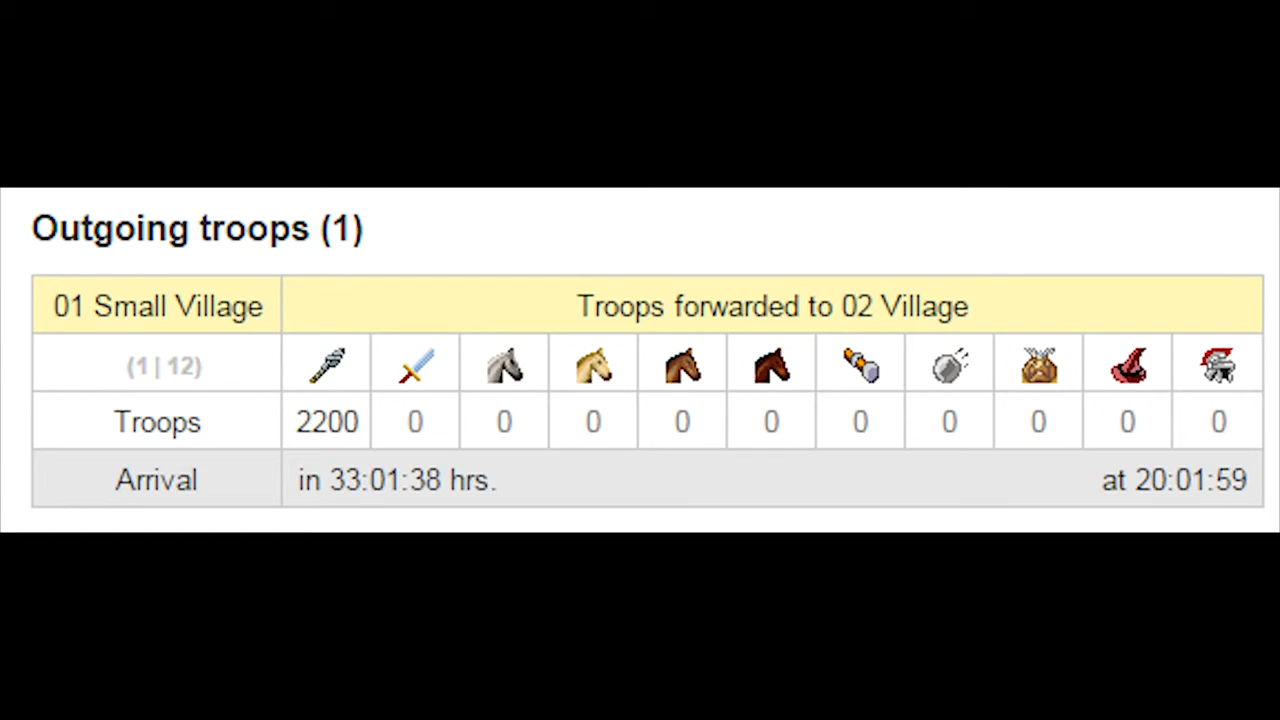 Outgoing troops (1)
01 Small Village Troops forwarded to 02 Village
(1 | 12)
Troops 2200 0 0 0 0 0 0 0 0 0 0
Arrival in 33:01:38 hrs. at 20:01:59